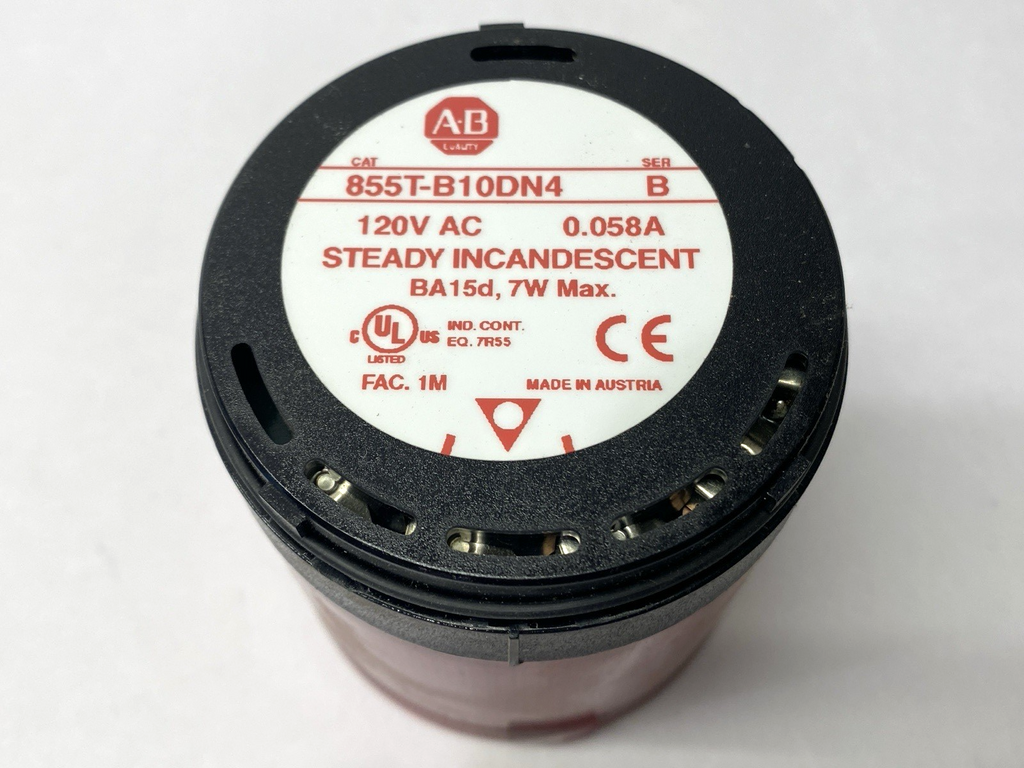 A·B
QUALITY
CAT SER
855T-B10DN4 B
120V AC 0.058A
STEADY INCANDESCENT
BA15d, 7W Max.
C UL US LISTED
IND. CONT.
EQ. 7R55
CE
FAC. 1M MADE IN AUSTRIA